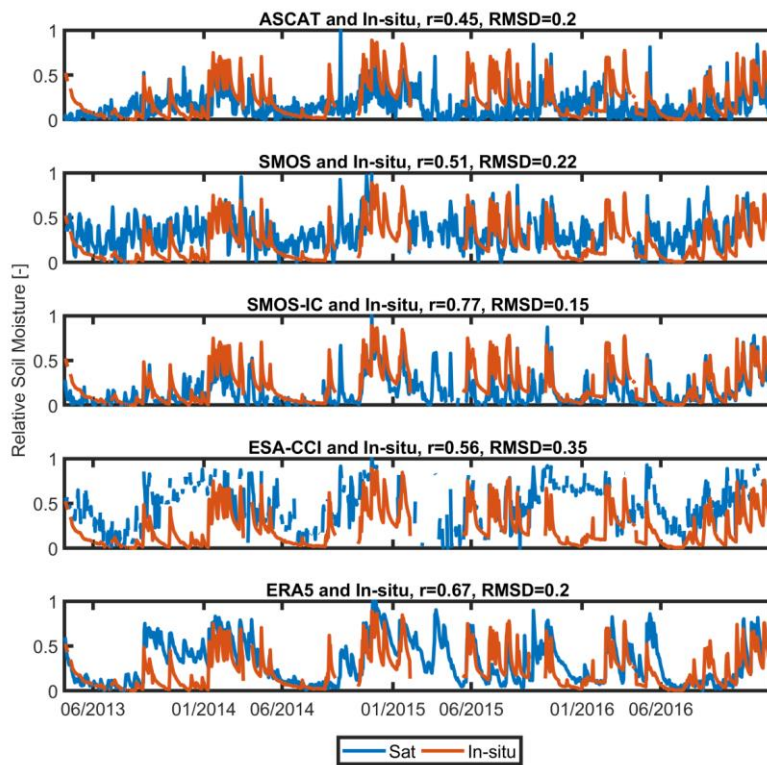 ASCAT and In-situ, r=0.45, RMSD=0.2
1
0.5
0
SMOS and In-situ, r=0.51, RMSD=0.22
1
0.5
0
Relative Soil Moisture [-]
SMOS-IC and In-situ, r=0.77, RMSD=0.15
1
0.5
0
ESA-CCI and In-situ, r=0.56, RMSD=0.35
1
0.5
0
ERA5 and In-situ, r=0.67, RMSD=0.2
1
0.5
0
06/2013 01/2014 06/2014 01/2015 06/2015 01/2016 06/2016
Sat In-situ